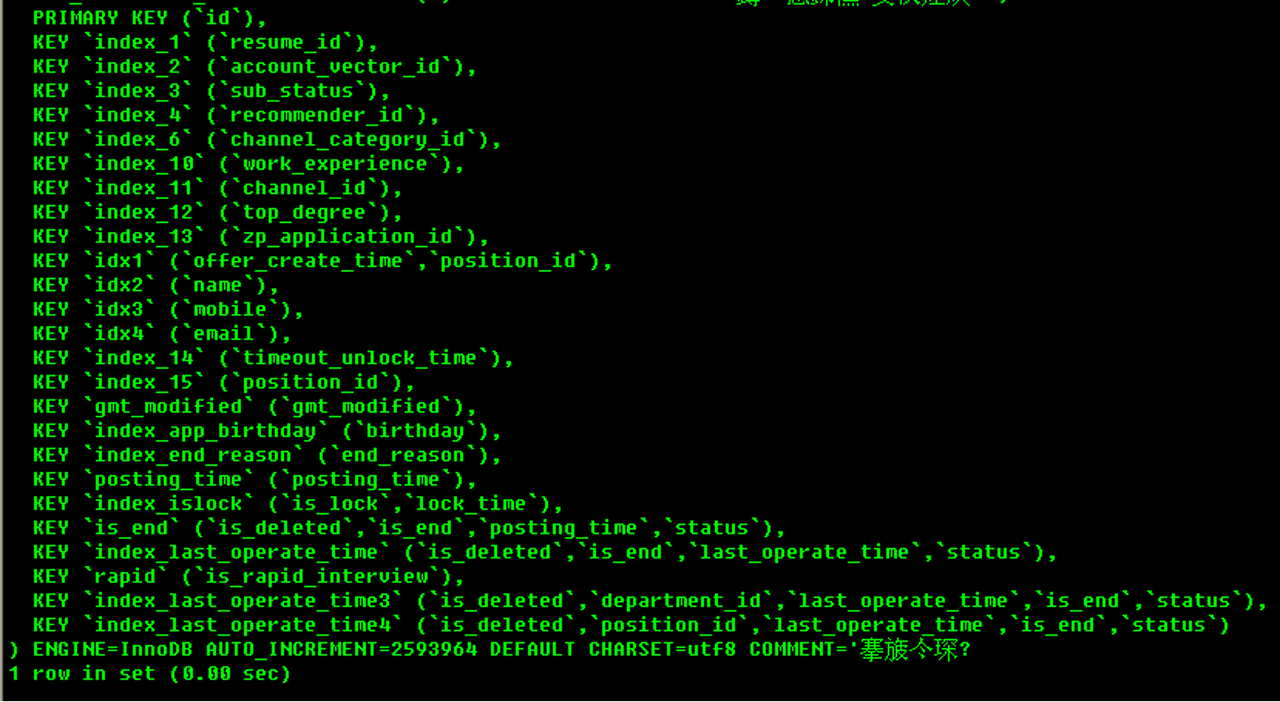 PRIMARY KEY (`id`),
KEY `index_1` (`resume_id`),
KEY `index_2` (`account_vector_id`),
KEY `index_3` (`sub_status`),
KEY `index_4` (`recommender_id`),
KEY `index_6` (`channel_category_id`),
KEY `index_10` (`work_experience`),
KEY `index_11` (`channel_id`),
KEY `index_12` (`top_degree`),
KEY `index_13` (`zp_application_id`),
KEY `idx1` (`offer_create_time`,`position_id`),
KEY `idx2` (`name`),
KEY `idx3` (`mobile`),
KEY `idx4` (`email`),
KEY `index_14` (`timeout_unlock_time`),
KEY `index_15` (`position_id`),
KEY `gmt_modified` (`gmt_modified`),
KEY `index_app_birthday` (`birthday`),
KEY `index_end_reason` (`end_reason`),
KEY `posting_time` (`posting_time`),
KEY `index_islock` (`is_lock`,`lock_time`),
KEY `is_end` (`is_deleted`,`is_end`,`posting_time`,`status`),
KEY `index_last_operate_time` (`is_deleted`,`is_end`,`last_operate_time`,`status`),
KEY `rapid` (`is_rapid_interview`),
KEY `index_last_operate_time3` (`is_deleted`,`department_id`,`last_operate_time`,`is_end`,`status`),
KEY `index_last_operate_time4` (`is_deleted`,`position_id`,`last_operate_time`,`is_end`,`status`)
) ENGINE=InnoDB AUTO_INCREMENT=2593964 DEFAULT CHARSET=utf8 COMMENT='
1 row in set (0.00 sec)